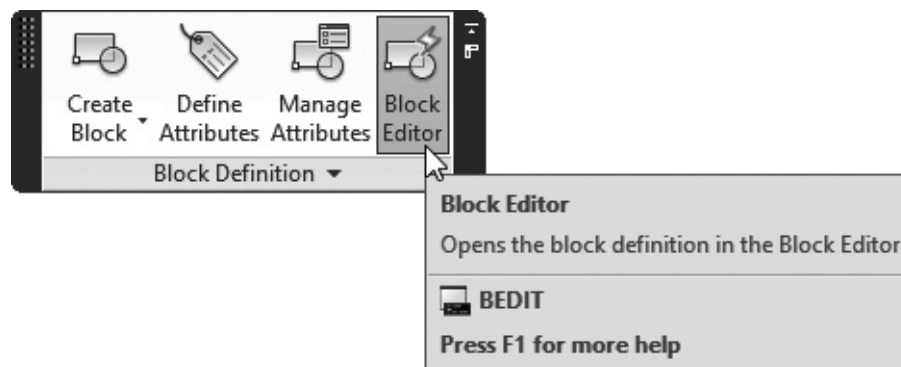 Create Define Manage Block
Block Attributes Attributes Editor
Block Definition
Block Editor
Opens the block definition in the Block Editor
BEDIT
Press F1 for more help